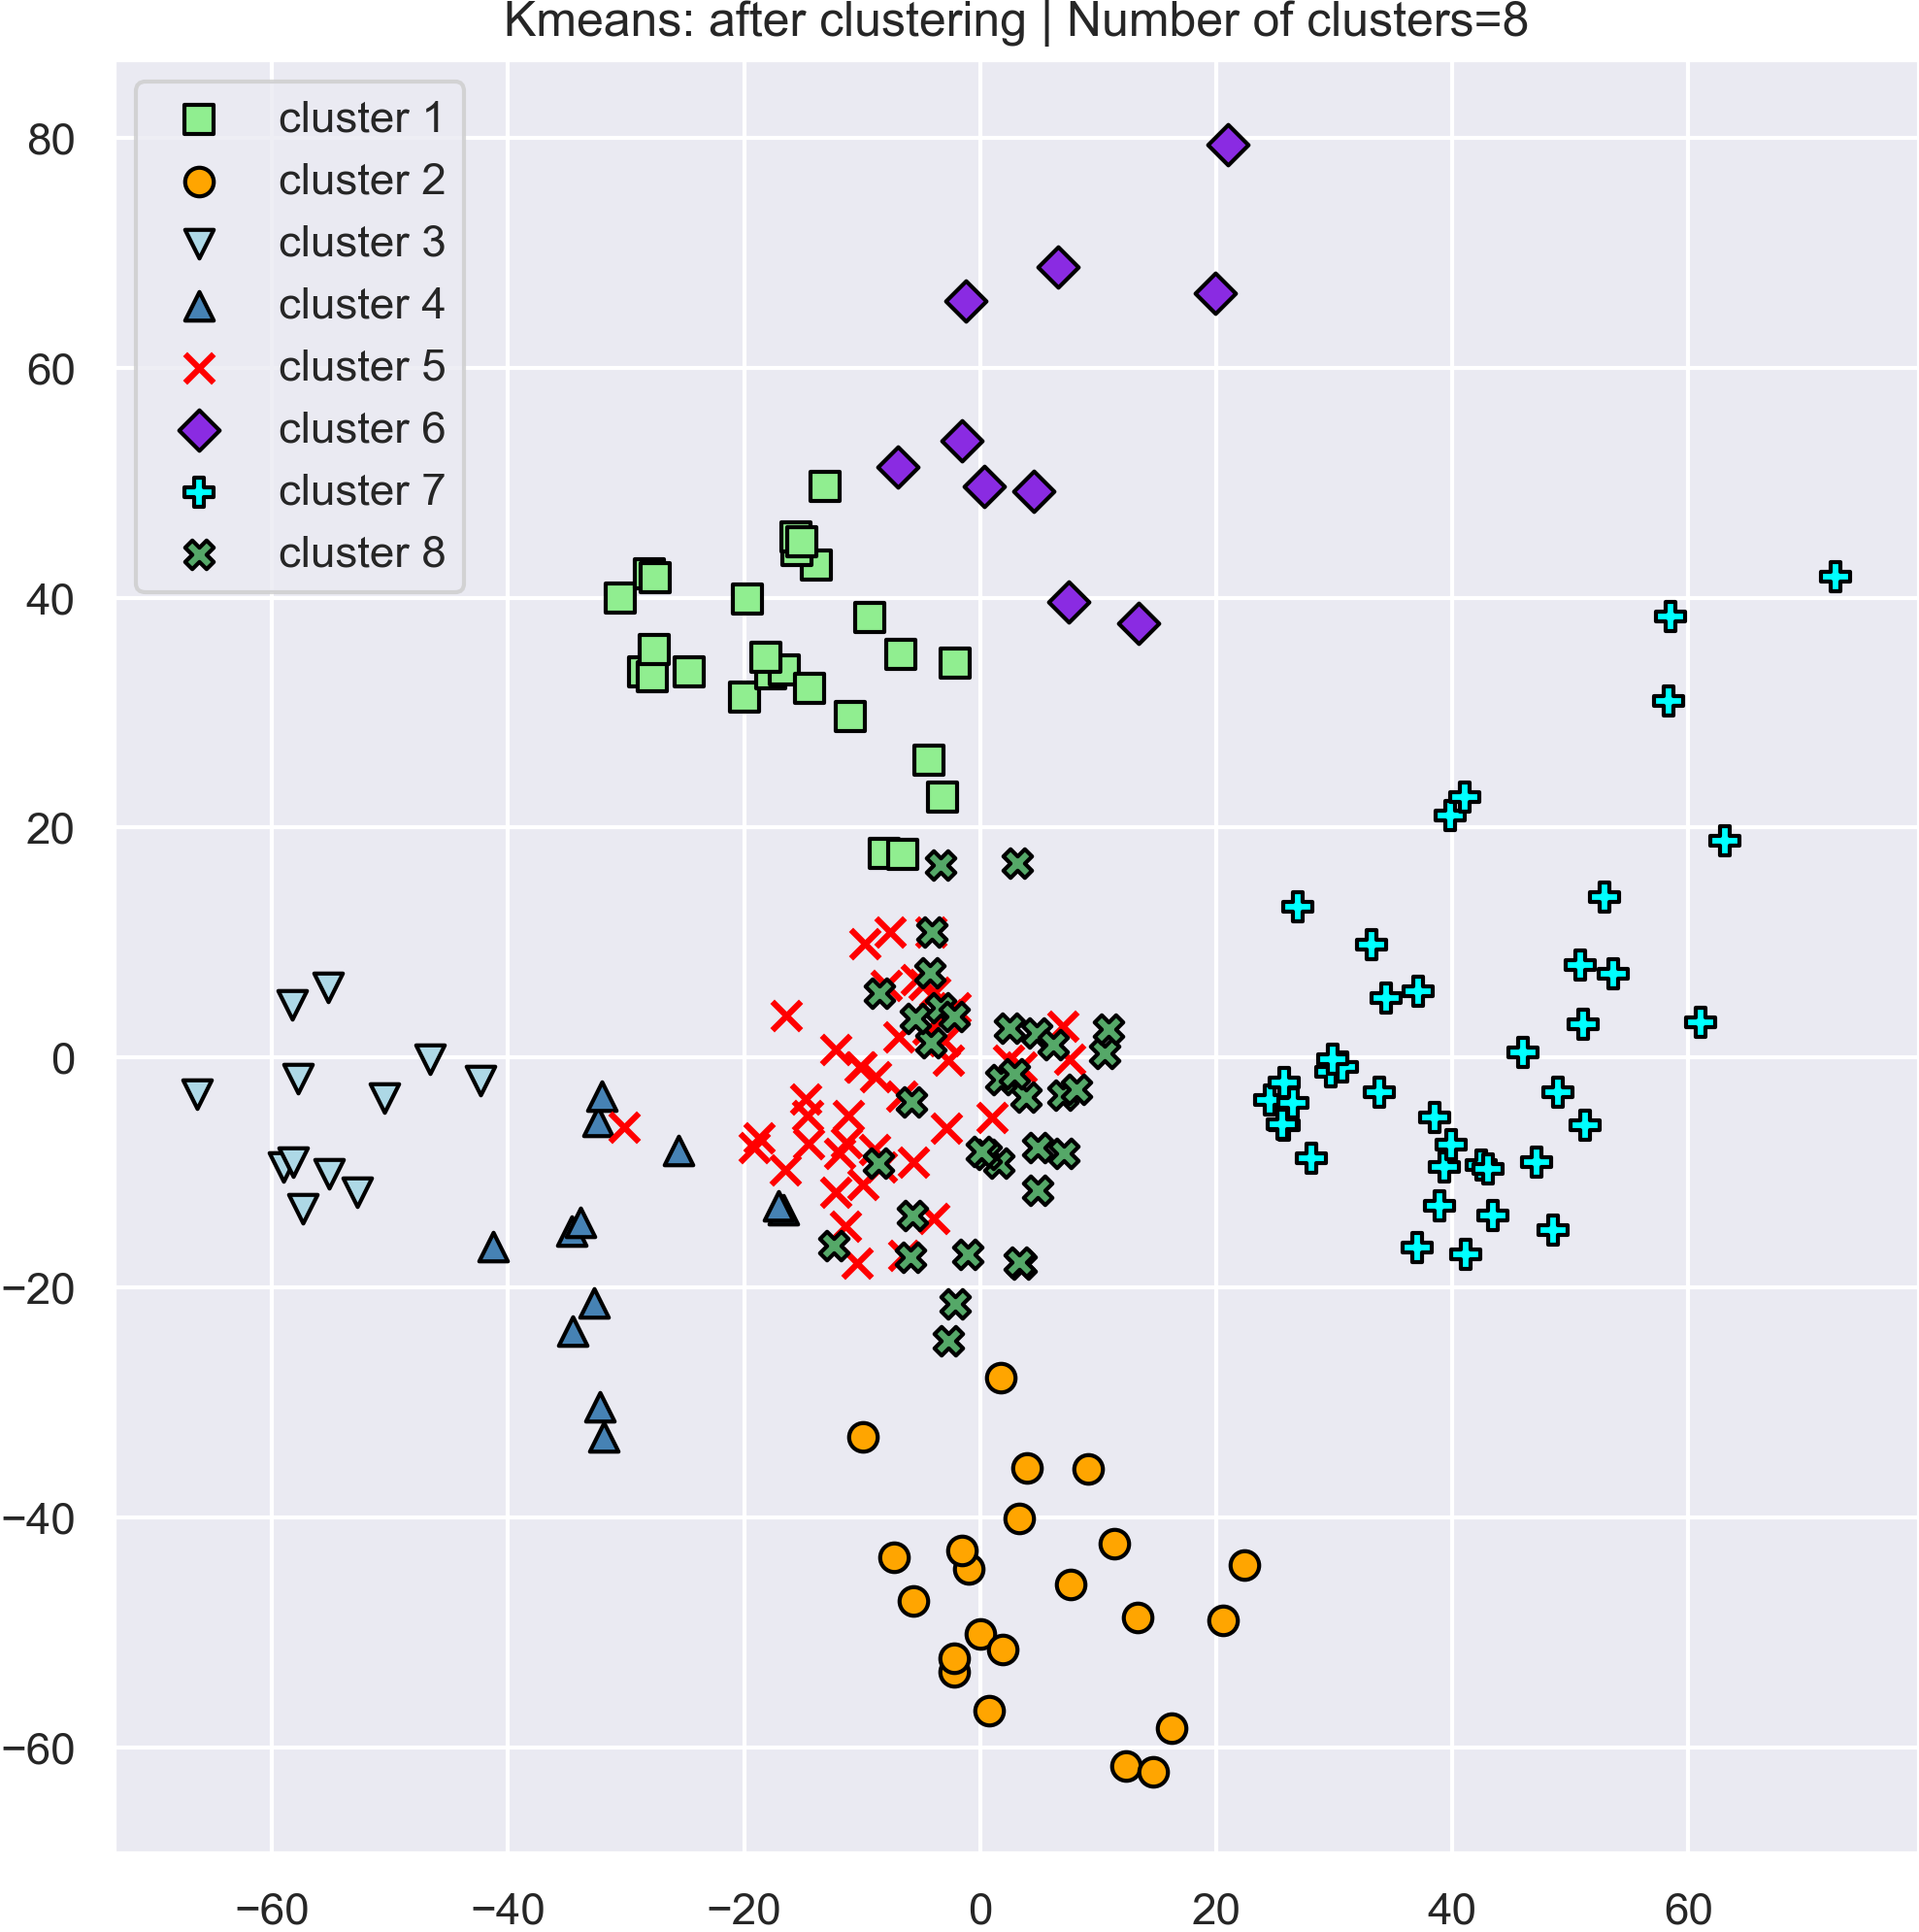 Kmeans: after clustering | Number of clusters=8
cluster 1
cluster 2
cluster 3
cluster 4
cluster 5
cluster 6
cluster 7
cluster 8
80
60
40
20
0
−20
−40
−60
−60 −40 −20 0 20 40 60